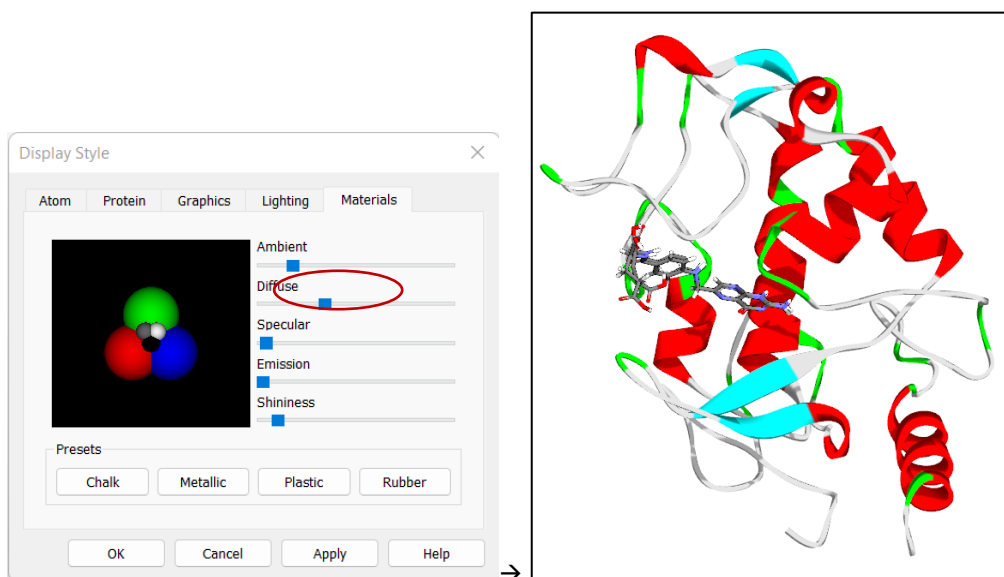 Display Style
Atom Protein Graphics Lighting Materials
Ambient
Diffuse
Specular
Emission
Shininess
Presets
Chalk Metallic Plastic Rubber
OK Cancel Apply Help
→